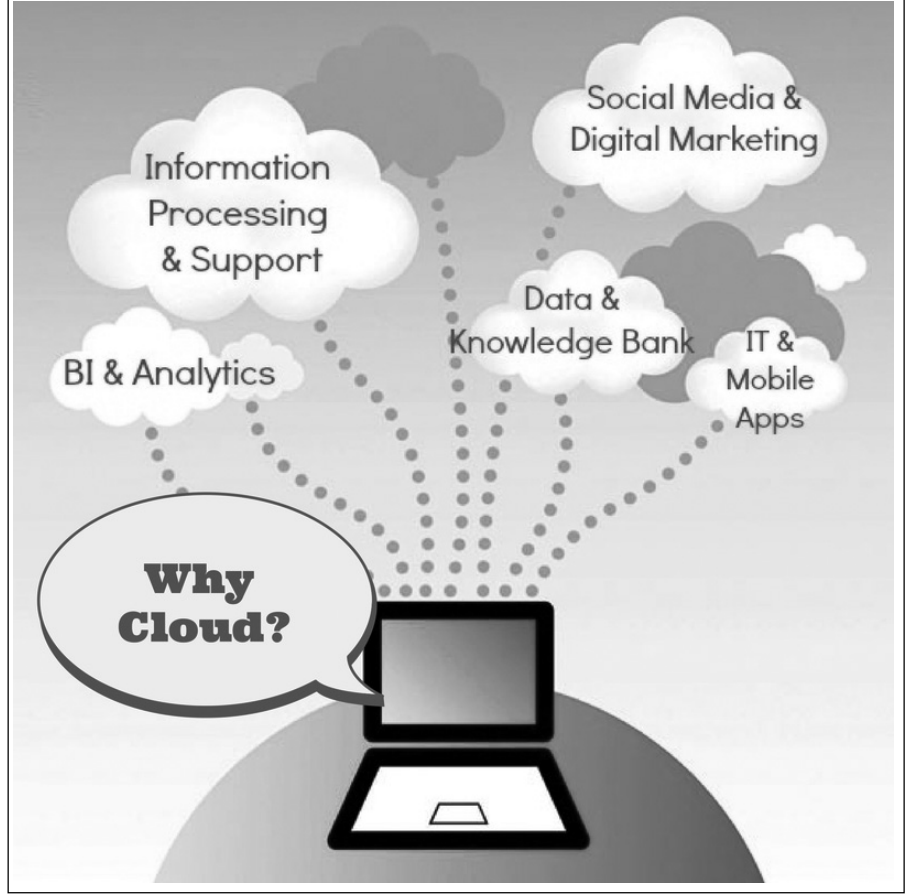 Social Media &
Digital Marketing
Information
Processing
& Support
Data &
Knowledge Bank
IT &
Mobile
Apps
BI & Analytics
Why
Cloud?